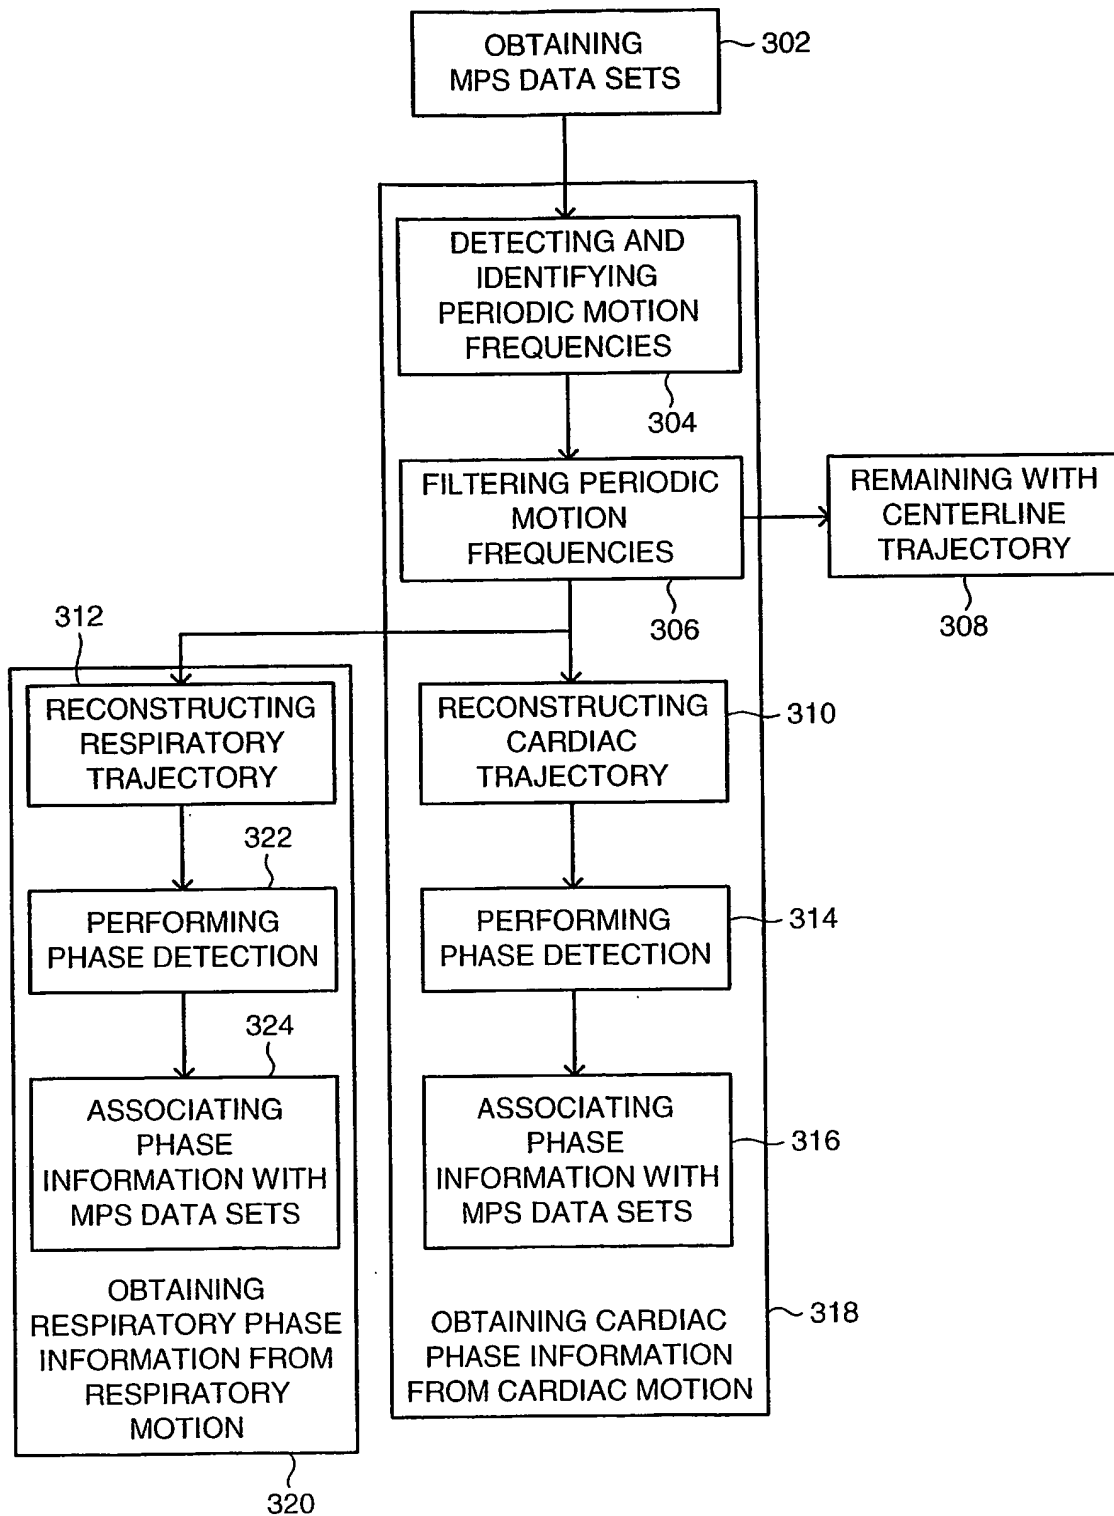 OBTAINING
MPS DATA SETS
302
DETECTING AND
IDENTIFYING
PERIODIC MOTION
FREQUENCIES
304
FILTERING PERIODIC
MOTION
FREQUENCIES
306
REMAINING WITH
CENTERLINE
TRAJECTORY
308
312
RECONSTRUCTING
RESPIRATORY
TRAJECTORY
RECONSTRUCTING
CARDIAC
TRAJECTORY
310
322
PERFORMING
PHASE DETECTION
PERFORMING
PHASE DETECTION
314
324
ASSOCIATING
PHASE
INFORMATION WITH
MPS DATA SETS
ASSOCIATING
PHASE
INFORMATION WITH
MPS DATA SETS
316
OBTAINING
RESPIRATORY PHASE
INFORMATION FROM
RESPIRATORY
MOTION
320
OBTAINING CARDIAC
PHASE INFORMATION
FROM CARDIAC MOTION
318